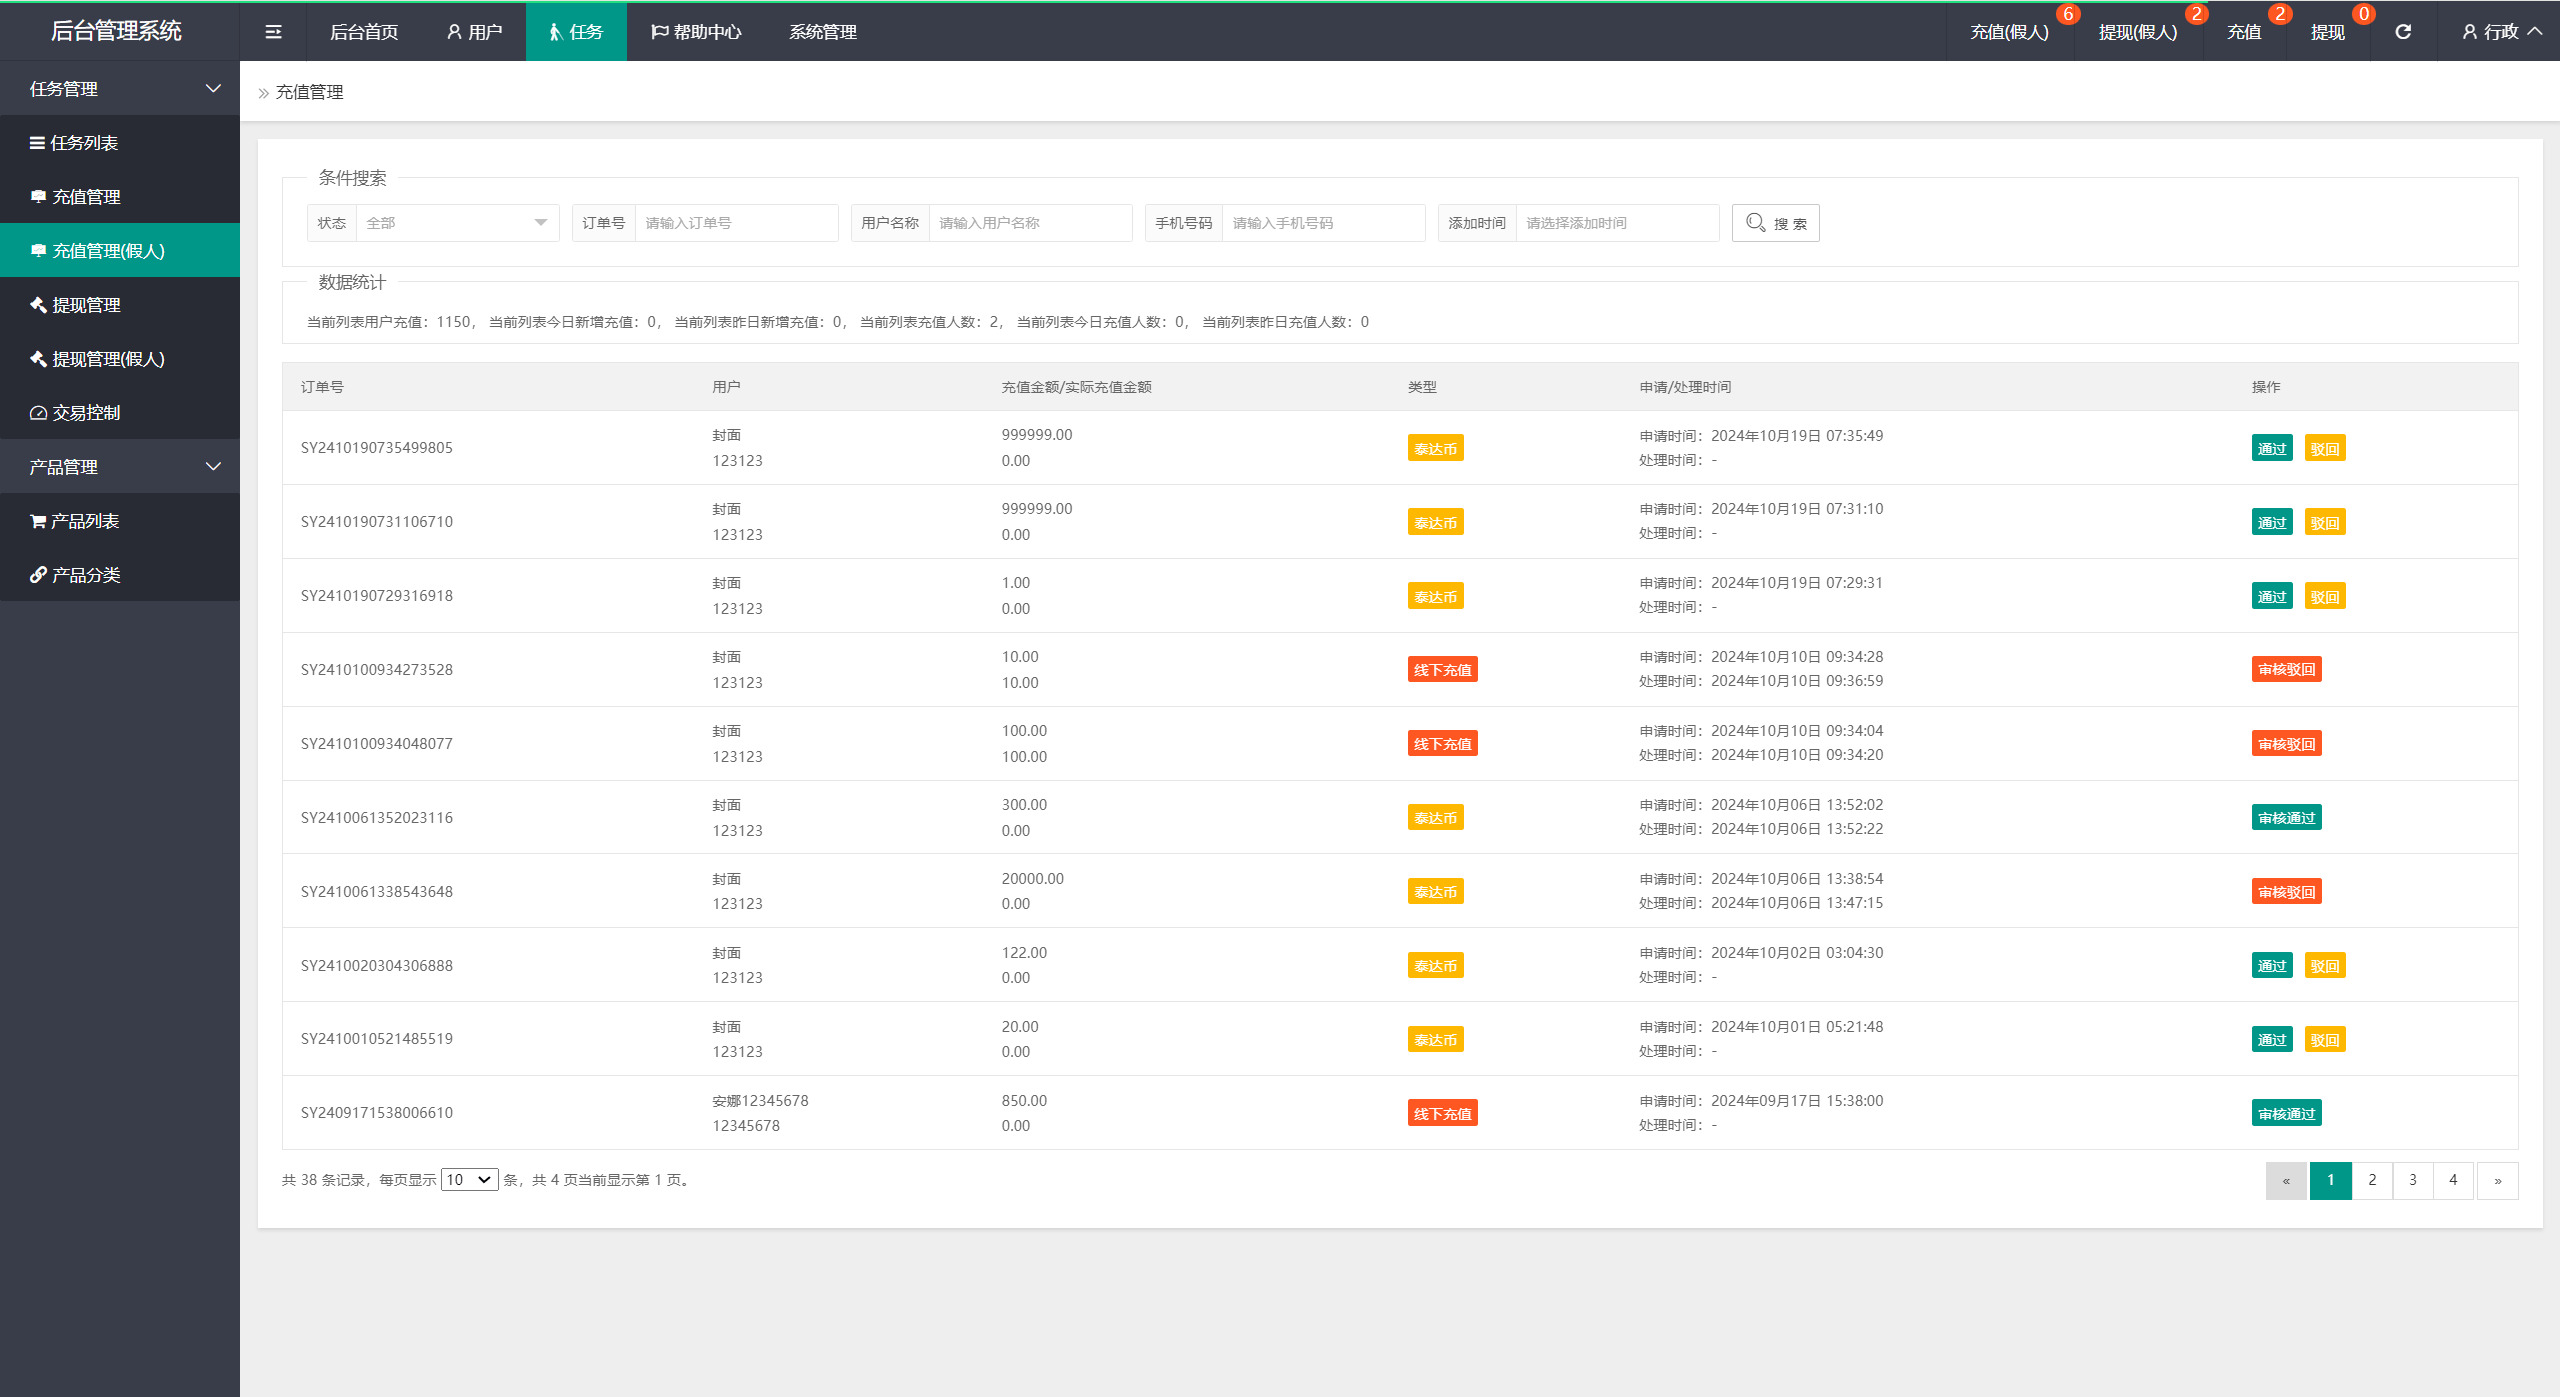 后台管理系统 后台首页 用户 任务 帮助中心 系统管理 充值(假人) 6 提现(假人) 2 充值 2 提现 0 行政
任务管理
任务列表
充值管理
充值管理(假人)
提现管理
提现管理(假人)
交易控制
产品管理
产品列表
产品分类
» 充值管理
条件搜索
状态 全部 订单号 请输入订单号 用户名称 请输入用户名称 手机号码 请输入手机号码 添加时间 请选择添加时间 搜 索
数据统计
当前列表用户充值：1150， 当前列表今日新增充值：0， 当前列表昨日新增充值：0， 当前列表充值人数：2， 当前列表今日充值人数：0， 当前列表昨日充值人数：0
订单号 用户 充值金额/实际充值金额 类型 申请/处理时间 操作
SY2410190735499805 封面 999999.00 泰达币 申请时间：2024年10月19日 07:35:49 通过 驳回
123123 0.00 处理时间：-
SY2410190731106710 封面 999999.00 泰达币 申请时间：2024年10月19日 07:31:10 通过 驳回
123123 0.00 处理时间：-
SY2410190729316918 封面 1.00 泰达币 申请时间：2024年10月19日 07:29:31 通过 驳回
123123 0.00 处理时间：-
SY2410100934273528 封面 10.00 线下充值 申请时间：2024年10月10日 09:34:28 审核驳回
123123 10.00 处理时间：2024年10月10日 09:36:59
SY2410100934048077 封面 100.00 线下充值 申请时间：2024年10月10日 09:34:04 审核驳回
123123 100.00 处理时间：2024年10月10日 09:34:20
SY2410061352023116 封面 300.00 泰达币 申请时间：2024年10月06日 13:52:02 审核通过
123123 0.00 处理时间：2024年10月06日 13:52:22
SY2410061338543648 封面 20000.00 泰达币 申请时间：2024年10月06日 13:38:54 审核驳回
123123 0.00 处理时间：2024年10月06日 13:47:15
SY2410020304306888 封面 122.00 泰达币 申请时间：2024年10月02日 03:04:30 通过 驳回
123123 0.00 处理时间：-
SY2410010521485519 封面 20.00 泰达币 申请时间：2024年10月01日 05:21:48 通过 驳回
123123 0.00 处理时间：-
SY2409171538006610 安娜12345678 850.00 线下充值 申请时间：2024年09月17日 15:38:00 审核通过
12345678 0.00 处理时间：-
共 38 条记录，每页显示 10 条，共 4 页当前显示第 1 页。 « 1 2 3 4 »